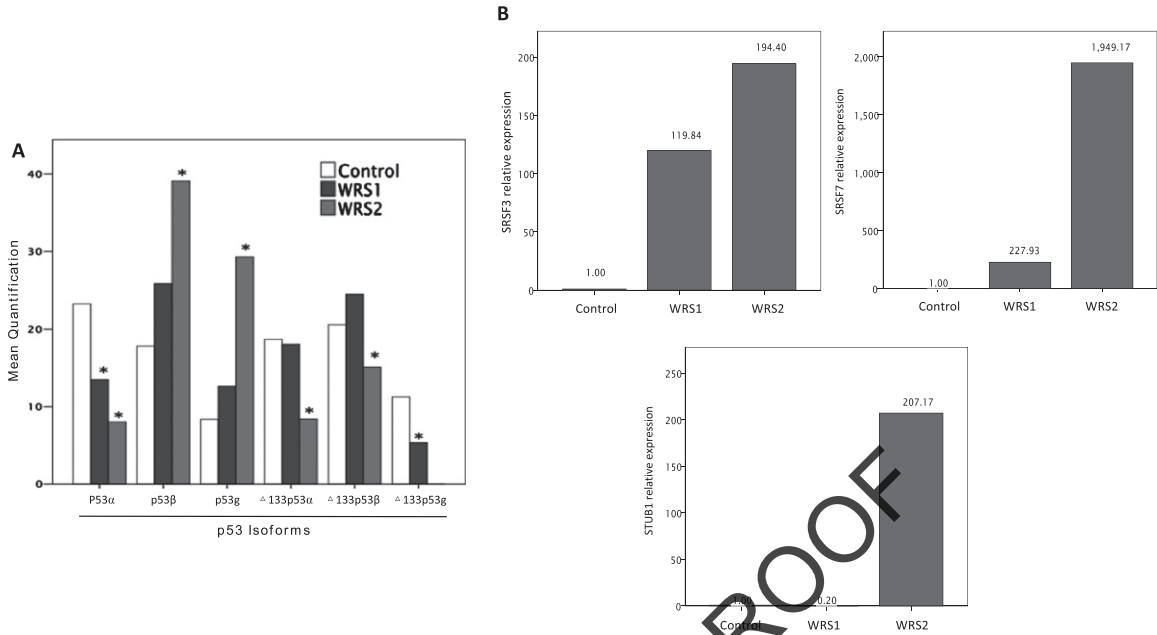 A
Mean Quantification
40
30
20
10
0
Control
WRS1
WRS2
*
*
*
*
*
*
*
P53α
p53β
p53g
△ 133p53α
△ 133p53β
△ 133p53g
p53 Isoforms
B
SRSF3 relative expression
200
150
100
50
0
1.00
119.84
194.40
Control
WRS1
WRS2
SRSF7 relative expression
2,000
1,500
1,000
500
0
1.00
227.93
1,949.17
Control
WRS1
WRS2
STUB1 relative expression
250
200
150
100
50
0
1.00
0.20
207.17
Control
WRS1
WRS2
ROOF